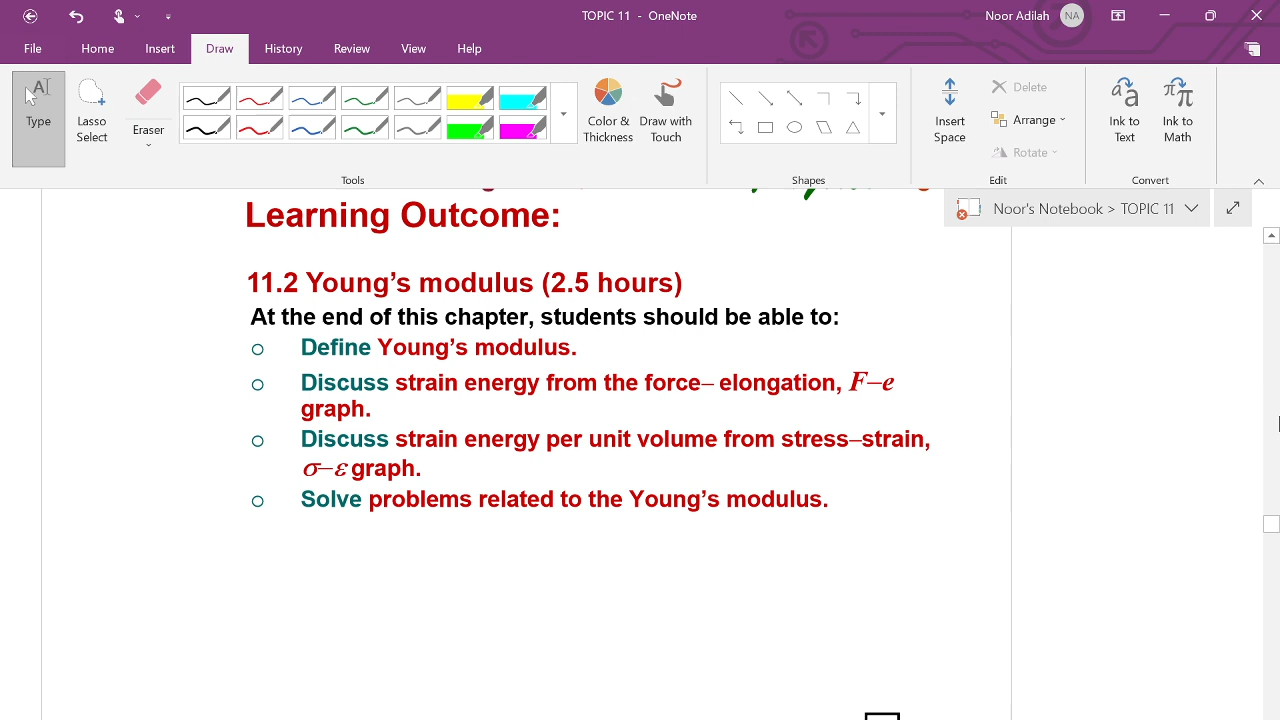 TOPIC 11 - OneNote
Noor Adilah NA
File Home Insert Draw History Review View Help
Type
Lasso Select
Eraser
Color & Thickness
Draw with Touch
Insert Space
Delete
Arrange
Rotate
Ink to Text
Ink to Math
Tools Shapes Edit Convert
Noor's Notebook > TOPIC 11
Learning Outcome:
11.2 Young's modulus (2.5 hours)
At the end of this chapter, students should be able to:
o Define Young's modulus.
o Discuss strain energy from the force– elongation, F–e
graph.
o Discuss strain energy per unit volume from stress–strain,
σ–ε graph.
o Solve problems related to the Young's modulus.